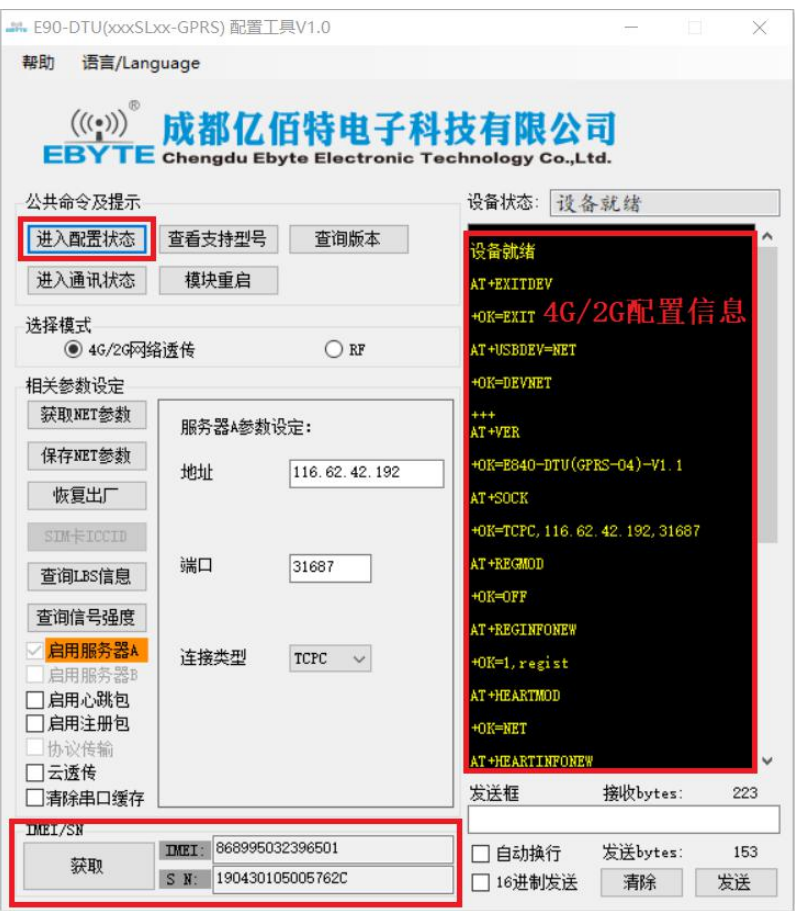 E90-DTU(xxxSLxx-GPRS) 配置工具V1.0
帮助 语言/Language
((•))®
EBYTE 成都亿佰特电子科技有限公司
Chengdu Ebyte Electronic Technology Co.,Ltd.
公共命令及提示
进入配置状态 查看支持型号 查询版本
进入通讯状态 模块重启
选择模式
4G/2G网络透传 RF
相关参数设定
获取NET参数
保存NET参数
恢复出厂
SIM卡ICCID
查询LBS信息
查询信号强度
启用服务器A
启用服务器B
启用心跳包
启用注册包
协议传输
云透传
清除串口缓存
服务器A参数设定:
地址 116.62.42.192
端口 31687
连接类型 TCPC
IMEI/SN
获取
IMEI: 868995032396501
S N: 190430105005762C
设备状态: 设备就绪
设备就绪
AT+EXITDEV
+OK=EXIT
4G/2G配置信息
AT+USBDEV=NET
+OK=DEVNET
+++
AT+VER
+OK=E840-DTU(GPRS-04)-V1.1
AT+SOCK
+OK=TCPC,116.62.42.192,31687
AT+REGMOD
+OK=OFF
AT+REGINFONEW
+OK=1,regist
AT+HEARTMOD
+OK=NET
AT+HEARTINFONEW
发送框 接收bytes: 223
自动换行 发送bytes: 153
16进制发送 清除 发送